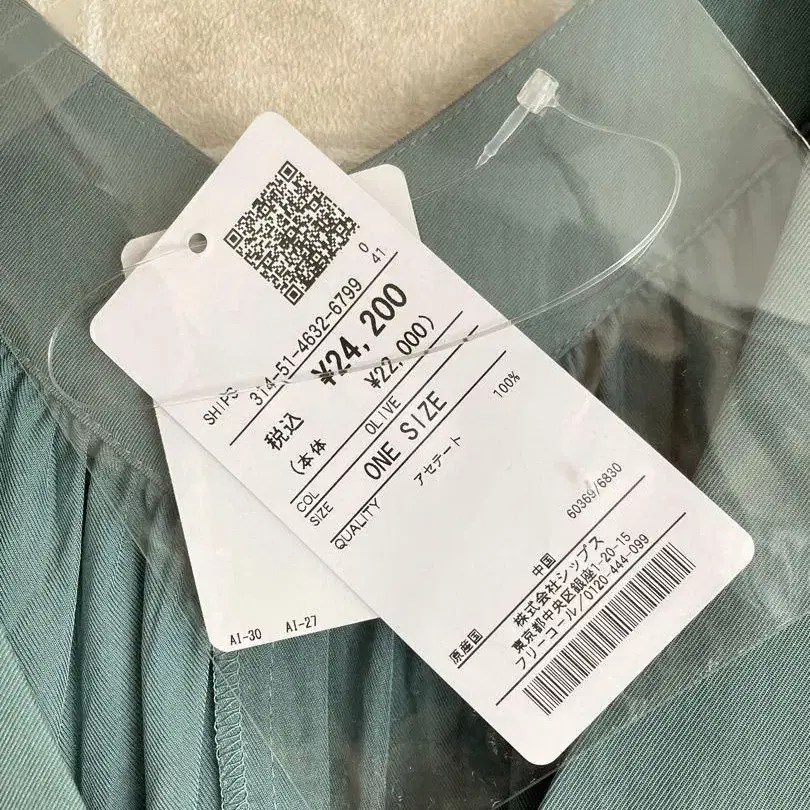 0
41
SHIPS 314-51-4632-6799
税込 ¥24,200
(本体 ¥22,000)
COL OLIVE
SIZE ONE SIZE
QUALITY アセテート 100%
60369/6830
原産国 中国
株式会社シップス
東京都中央区銀座1-20-15
フリーコール/0120-444-099
AI-30 AI-27